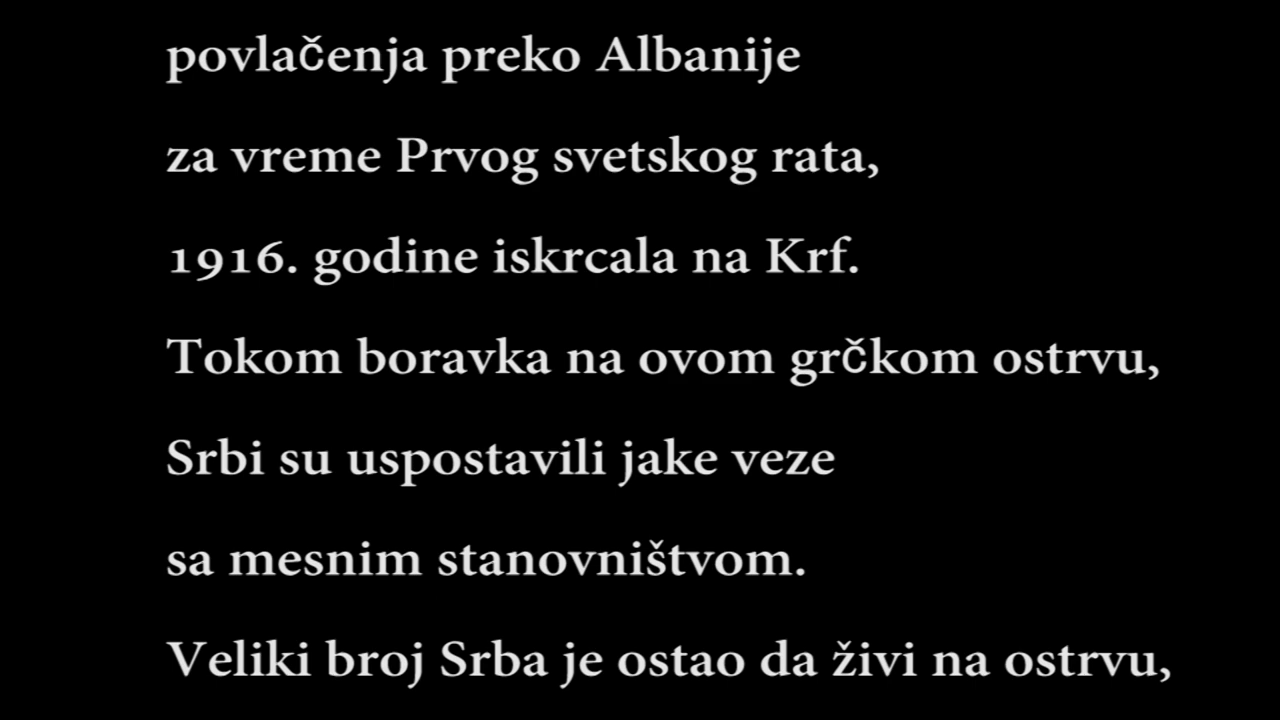 povlačenja preko Albanije
za vreme Prvog svetskog rata,
1916. godine iskrcala na Krf.
Tokom boravka na ovom grčkom ostrvu,
Srbi su uspostavili jake veze
sa mesnim stanovništvom.
Veliki broj Srba je ostao da živi na ostrvu,